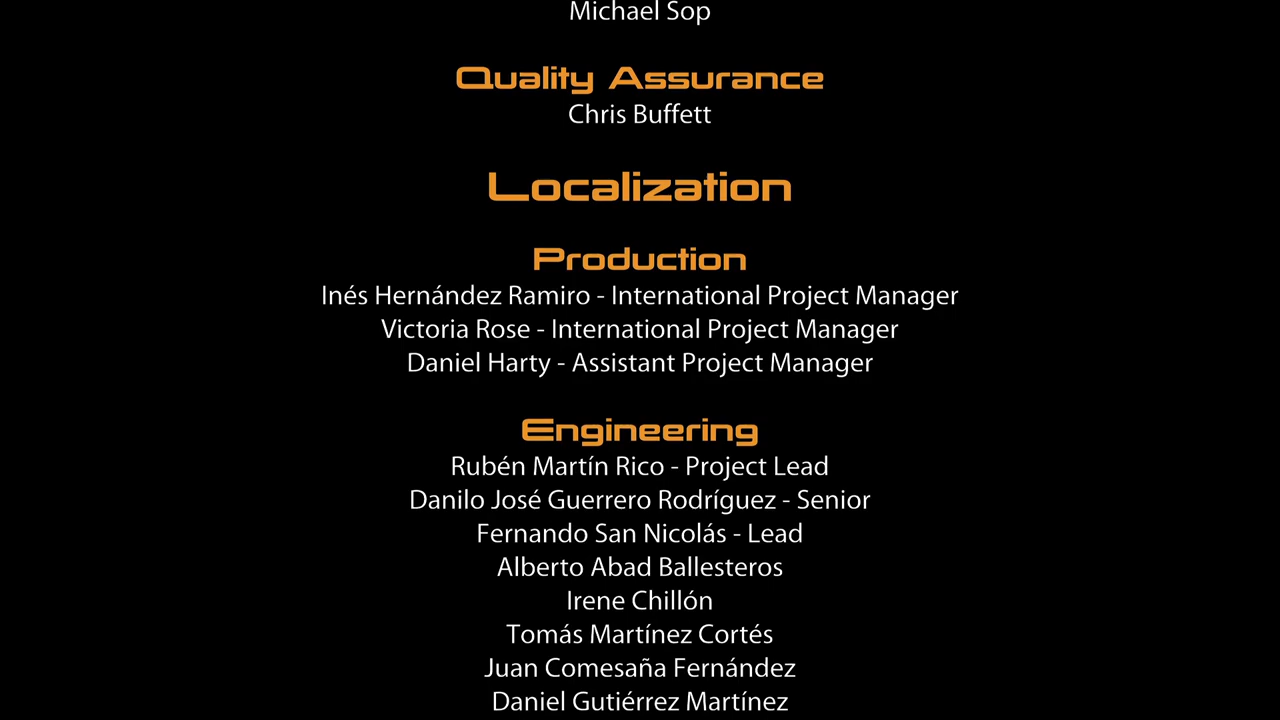 Michael Sop
Quality Assurance
Chris Buffett
Localization
Production
Inés Hernández Ramiro - International Project Manager
Victoria Rose - International Project Manager
Daniel Harty - Assistant Project Manager
Engineering
Rubén Martín Rico - Project Lead
Danilo José Guerrero Rodríguez - Senior
Fernando San Nicolás - Lead
Alberto Abad Ballesteros
Irene Chillón
Tomás Martínez Cortés
Juan Comesaña Fernández
Daniel Gutiérrez Martínez